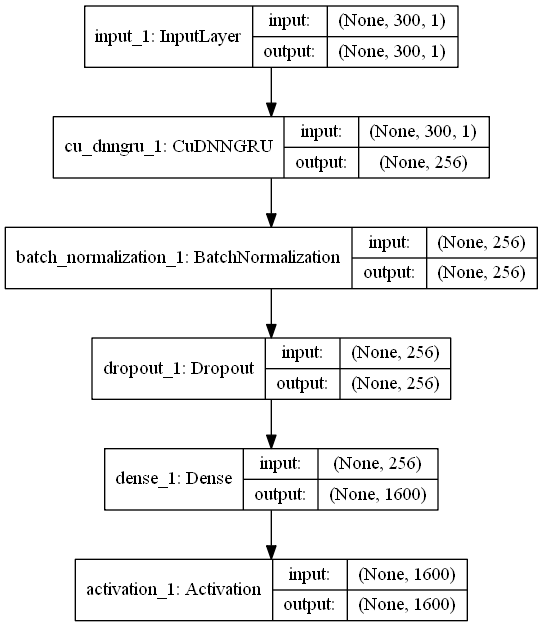 input_1: InputLayer
input: (None, 300, 1)
output: (None, 300, 1)
cu_dnngru_1: CuDNNGRU
input: (None, 300, 1)
output: (None, 256)
batch_normalization_1: BatchNormalization
input: (None, 256)
output: (None, 256)
dropout_1: Dropout
input: (None, 256)
output: (None, 256)
dense_1: Dense
input: (None, 256)
output: (None, 1600)
activation_1: Activation
input: (None, 1600)
output: (None, 1600)